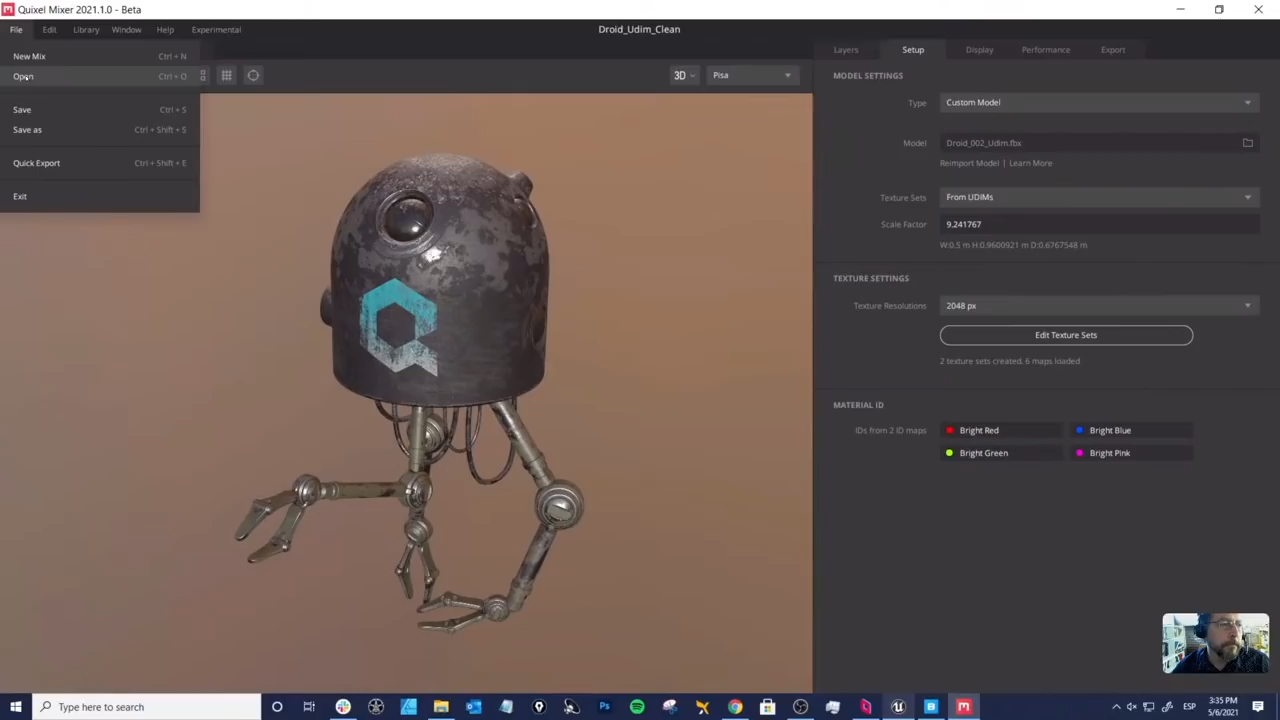 Quixel Mixer 2021.1.0 - Beta
File Edit Library Window Help Experimental
Droid_Udim_Clean
New Mix Ctrl + N
Open Ctrl + O
Save Ctrl + S
Save as Ctrl + Shift + S
Quick Export Ctrl + Shift + E
Exit
3D
Pisa
Layers Setup Display Performance Export
MODEL SETTINGS
Type Custom Model
Model Droid_002_Udim.fbx
Reimport Model | Learn More
Texture Sets From UDIMs
Scale Factor 9.241767
W:0.5 m H:0.9600921 m D:0.6767548 m
TEXTURE SETTINGS
Texture Resolutions 2048 px
Edit Texture Sets
2 texture sets created, 6 maps loaded
MATERIAL ID
IDs from 2 ID maps Bright Red Bright Blue
Bright Green Bright Pink
Type here to search
ESP
3:35 PM
5/6/2021